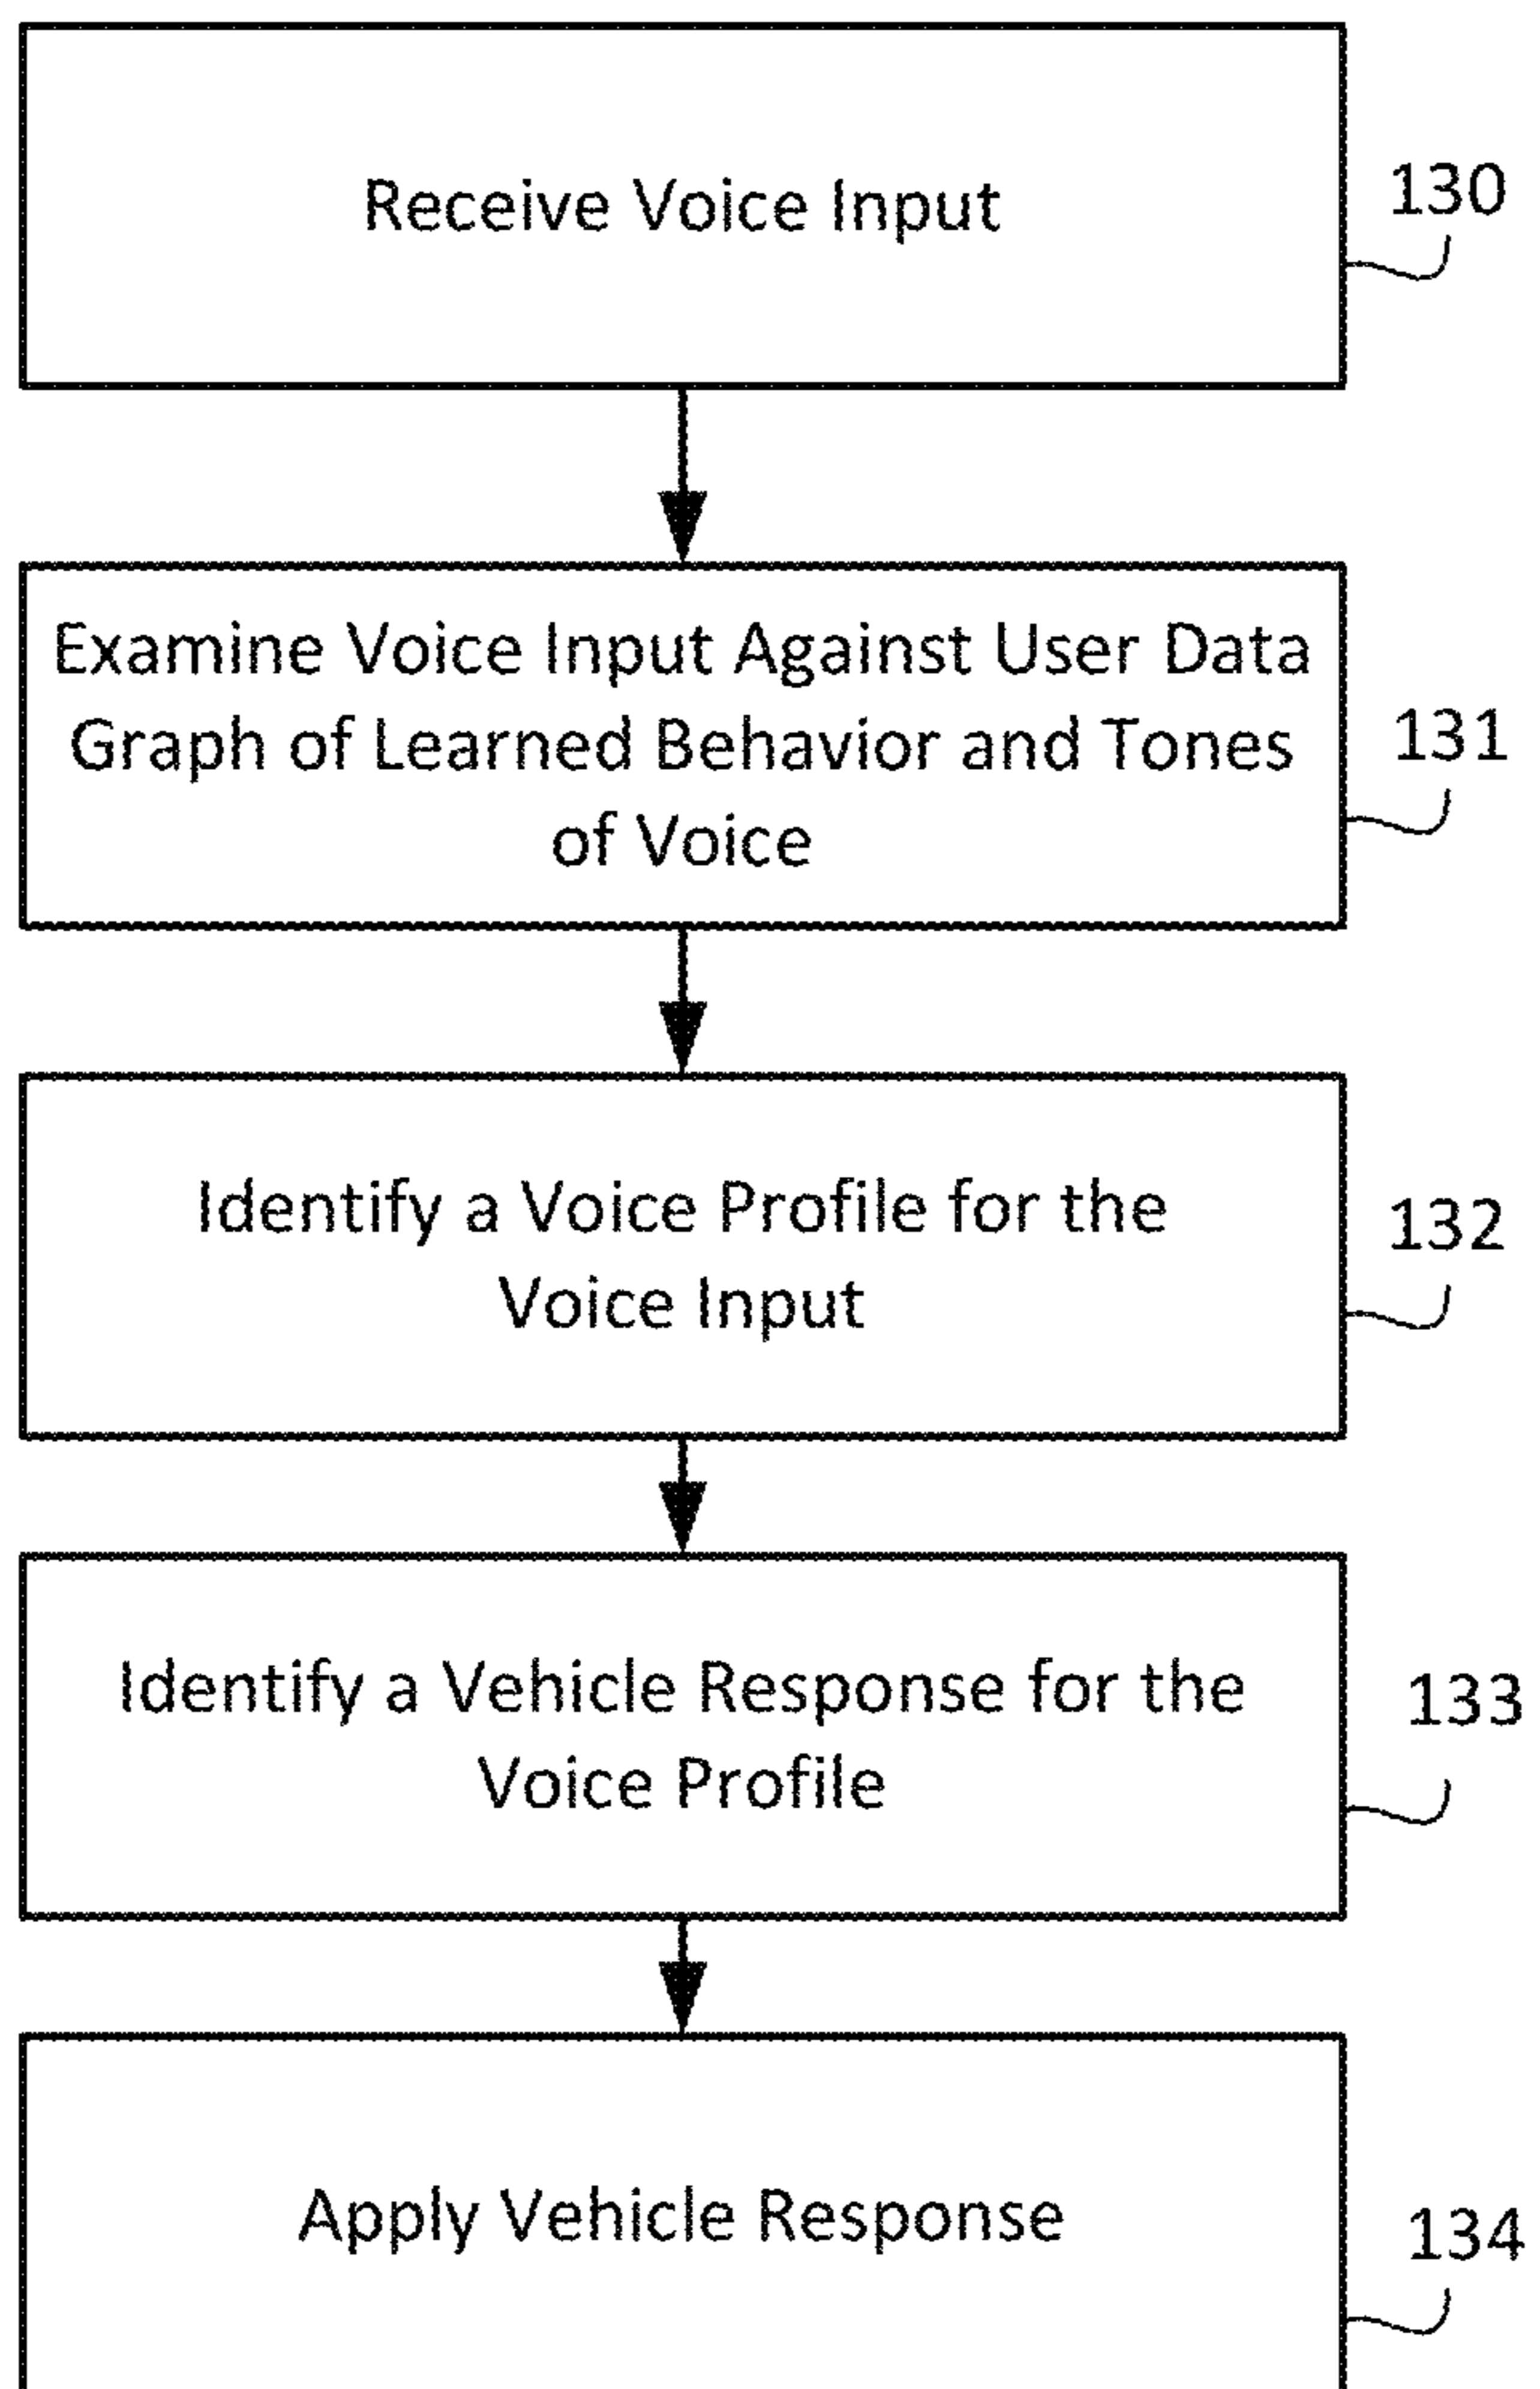 Receive Voice Input
130
Examine Voice Input Against User Data
Graph of Learned Behavior and Tones
of Voice
131
Identify a Voice Profile for the
Voice Input
132
Identify a Vehicle Response for the
Voice Profile
133
Apply Vehicle Response
134